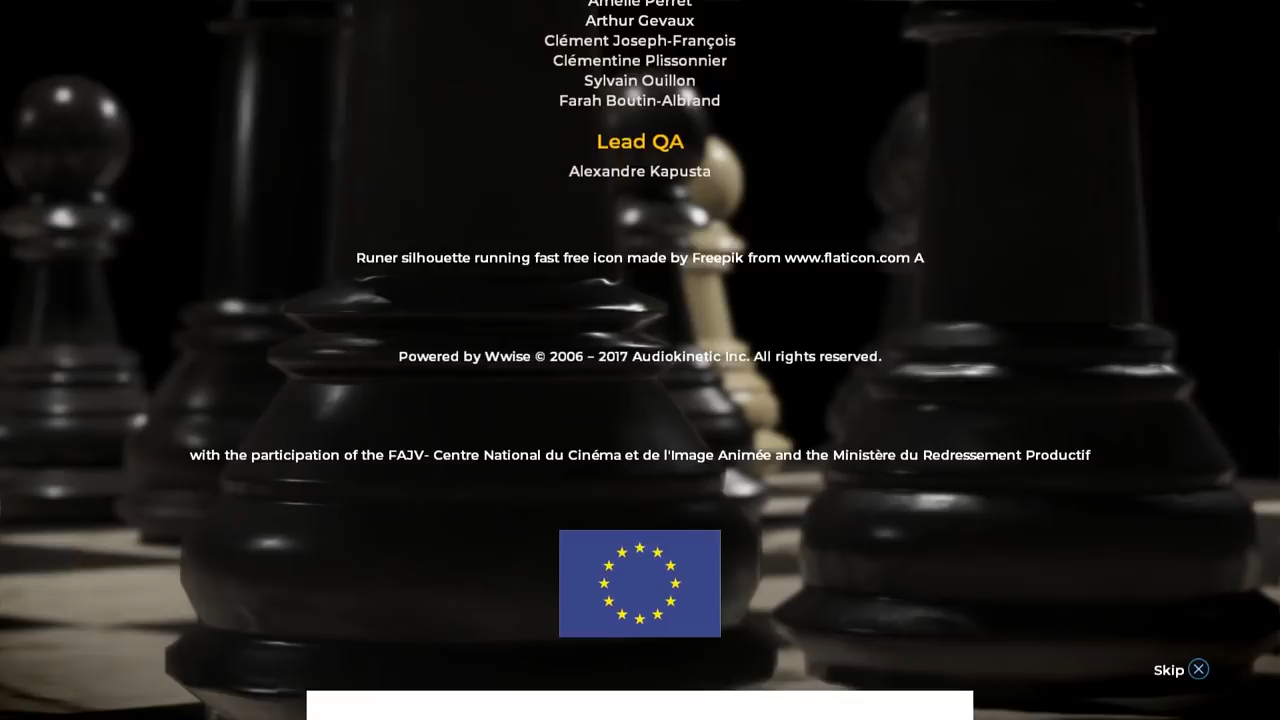 Amélie Perret
Arthur Gevaux
Clément Joseph-François
Clémentine Plissonnier
Sylvain Ouillon
Farah Boutin-Albrand
Lead QA
Alexandre Kapusta
Runer silhouette running fast free icon made by Freepik from www.flaticon.com A
Powered by Wwise © 2006 – 2017 Audiokinetic Inc. All rights reserved.
with the participation of the FAJV- Centre National du Cinéma et de l'Image Animée and the Ministère du Redressement Productif
Skip